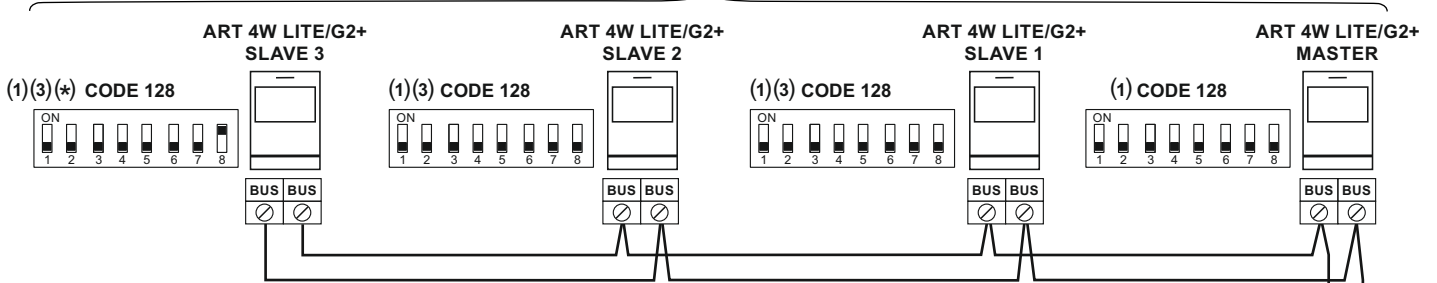 ART 4W LITE/G2+
SLAVE 3
ART 4W LITE/G2+
SLAVE 2
ART 4W LITE/G2+
SLAVE 1
ART 4W LITE/G2+
MASTER
(1)(3)(*) CODE 128
(1)(3) CODE 128
(1)(3) CODE 128
(1) CODE 128
ON
1 2 3 4 5 6 7 8
ON
1 2 3 4 5 6 7 8
ON
1 2 3 4 5 6 7 8
ON
1 2 3 4 5 6 7 8
BUS BUS
BUS BUS
BUS BUS
BUS BUS